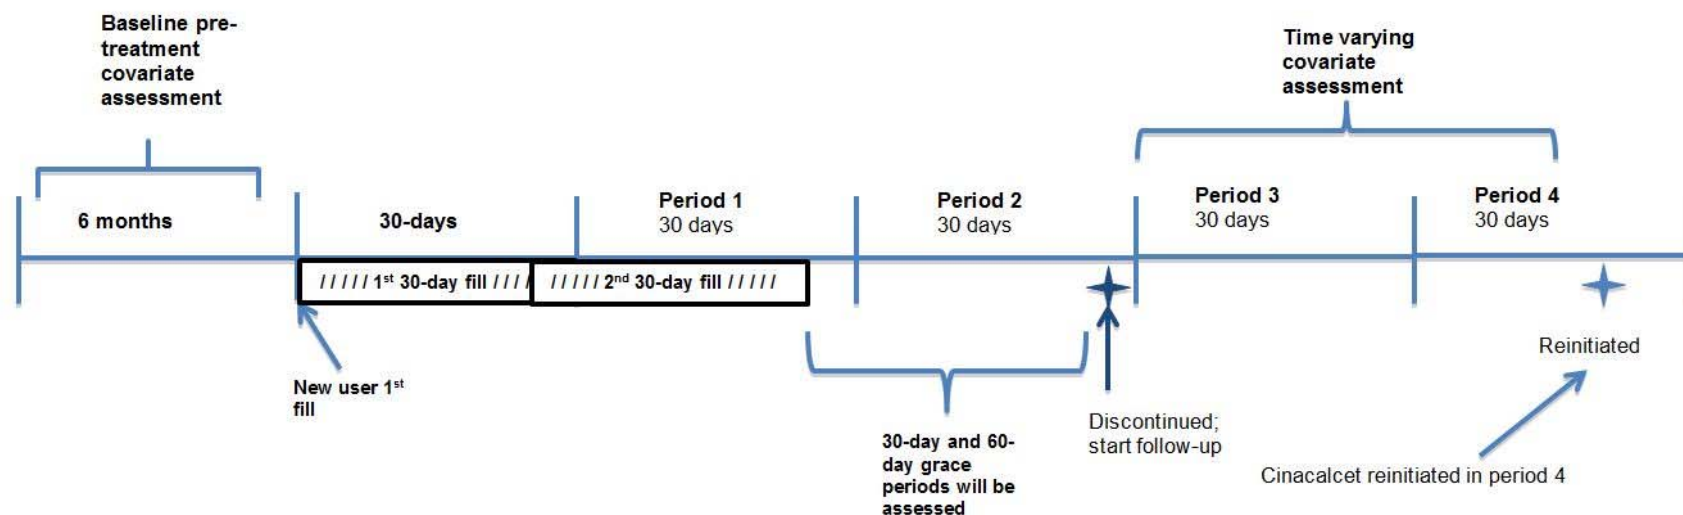 Baseline pre-
treatment
covariate
assessment
Time varying
covariate
assessment
6 months
30-days
Period 1
30 days
Period 2
30 days
Period 3
30 days
Period 4
30 days
/ / / / / 1st 30-day fill / / / /
/ / / / / 2nd 30-day fill / / / / /
New user 1st
fill
30-day and 60-
day grace
periods will be
assessed
Discontinued;
start follow-up
Reinitiated
Cinacalcet reinitiated in period 4